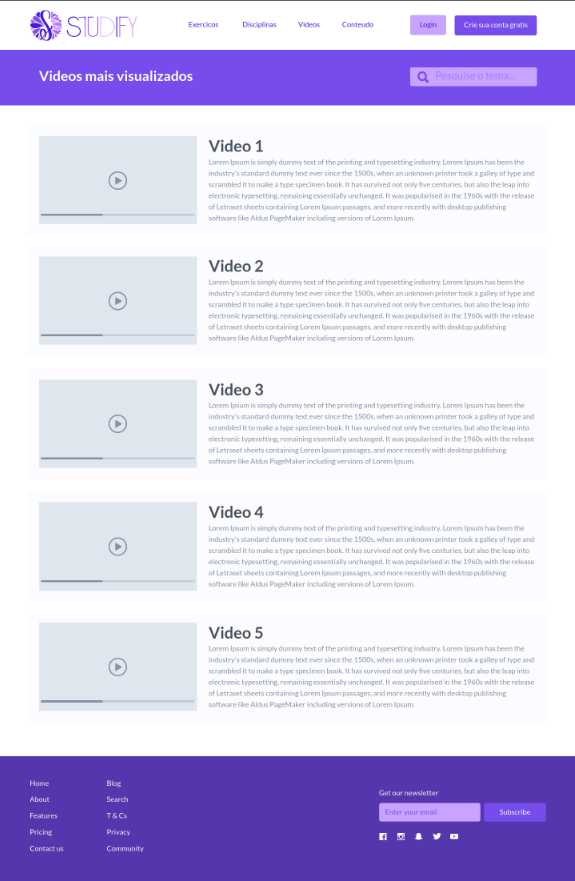 STUDIFY
Exercicos Disciplinas Videos Conteudo Login Crie sua conta gratis
Videos mais visualizados
Pesquise o tema...
Video 1
Lorem Ipsum is simply dummy text of the printing and typesetting industry. Lorem Ipsum has been the
industry's standard dummy text ever since the 1500s, when an unknown printer took a galley of type and
scrambled it to make a type specimen book. It has survived not only five centuries, but also the leap into
electronic typesetting, remaining essentially unchanged. It was popularised in the 1960s with the release
of Letraset sheets containing Lorem Ipsum passages, and more recently with desktop publishing
software like Aldus PageMaker including versions of Lorem Ipsum.
Video 2
Lorem Ipsum is simply dummy text of the printing and typesetting industry. Lorem Ipsum has been the
industry's standard dummy text ever since the 1500s, when an unknown printer took a galley of type and
scrambled it to make a type specimen book. It has survived not only five centuries, but also the leap into
electronic typesetting, remaining essentially unchanged. It was popularised in the 1960s with the release
of Letraset sheets containing Lorem Ipsum passages, and more recently with desktop publishing
software like Aldus PageMaker including versions of Lorem Ipsum.
Video 3
Lorem Ipsum is simply dummy text of the printing and typesetting industry. Lorem Ipsum has been the
industry's standard dummy text ever since the 1500s, when an unknown printer took a galley of type and
scrambled it to make a type specimen book. It has survived not only five centuries, but also the leap into
electronic typesetting, remaining essentially unchanged. It was popularised in the 1960s with the release
of Letraset sheets containing Lorem Ipsum passages, and more recently with desktop publishing
software like Aldus PageMaker including versions of Lorem Ipsum.
Video 4
Lorem Ipsum is simply dummy text of the printing and typesetting industry. Lorem Ipsum has been the
industry's standard dummy text ever since the 1500s, when an unknown printer took a galley of type and
scrambled it to make a type specimen book. It has survived not only five centuries, but also the leap into
electronic typesetting, remaining essentially unchanged. It was popularised in the 1960s with the release
of Letraset sheets containing Lorem Ipsum passages, and more recently with desktop publishing
software like Aldus PageMaker including versions of Lorem Ipsum.
Video 5
Lorem Ipsum is simply dummy text of the printing and typesetting industry. Lorem Ipsum has been the
industry's standard dummy text ever since the 1500s, when an unknown printer took a galley of type and
scrambled it to make a type specimen book. It has survived not only five centuries, but also the leap into
electronic typesetting, remaining essentially unchanged. It was popularised in the 1960s with the release
of Letraset sheets containing Lorem Ipsum passages, and more recently with desktop publishing
software like Aldus PageMaker including versions of Lorem Ipsum.
Home
About
Features
Pricing
Contact us
Blog
Search
T & Cs
Privacy
Community
Get our newsletter
Enter your email Subscribe